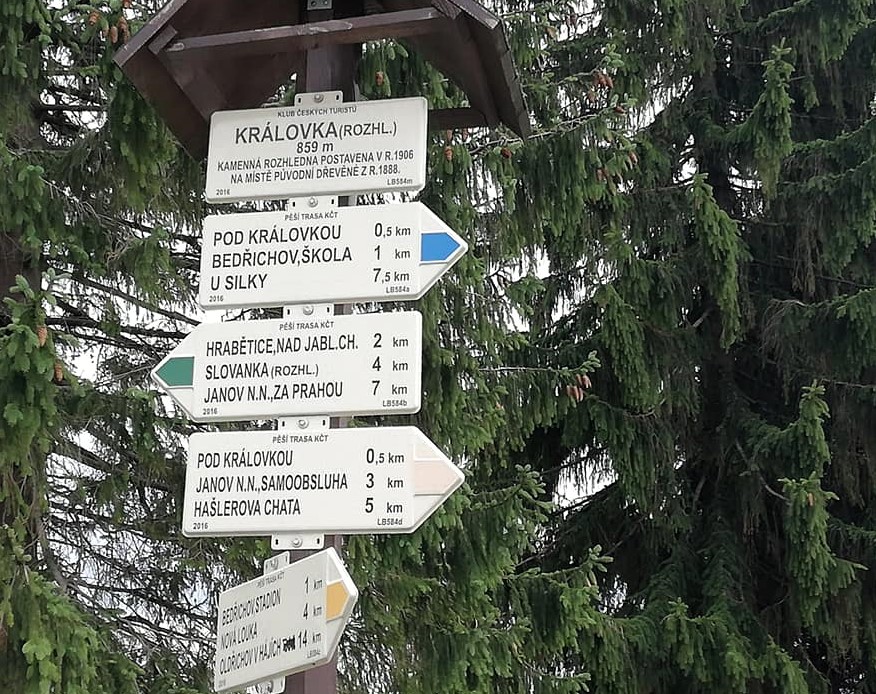 KLUB ČESKÝCH TURISTŮ
KRÁLOVKA (ROZHL.)
859 m
KAMENNÁ ROZHLEDNA POSTAVENA V R.1906
NA MÍSTĚ PŮVODNÍ DŘEVĚNÉ Z R.1888.
2016 LB584m
PĚŠÍ TRASA KČT
POD KRÁLOVKOU 0,5 km
BEDŘICHOV,ŠKOLA 1 km
U SILKY 7,5 km
2016 LB584a
PĚŠÍ TRASA KČT
HRABĚTICE,NAD JABL.CH. 2 km
SLOVANKA (ROZHL.) 4 km
JANOV N.N.,ZA PRAHOU 7 km
2016 LB584b
PĚŠÍ TRASA KČT
POD KRÁLOVKOU 0,5 km
JANOV N.N.,SAMOOBSLUHA 3 km
HAŠLEROVA CHATA 5 km
2016 LB584d
PĚŠÍ TRASA KČT
BEDŘICHOV STADION 1 km
NOVÁ LOUKA 4 km
OLDŘICHOV V HÁJÍCH 14 km
2016